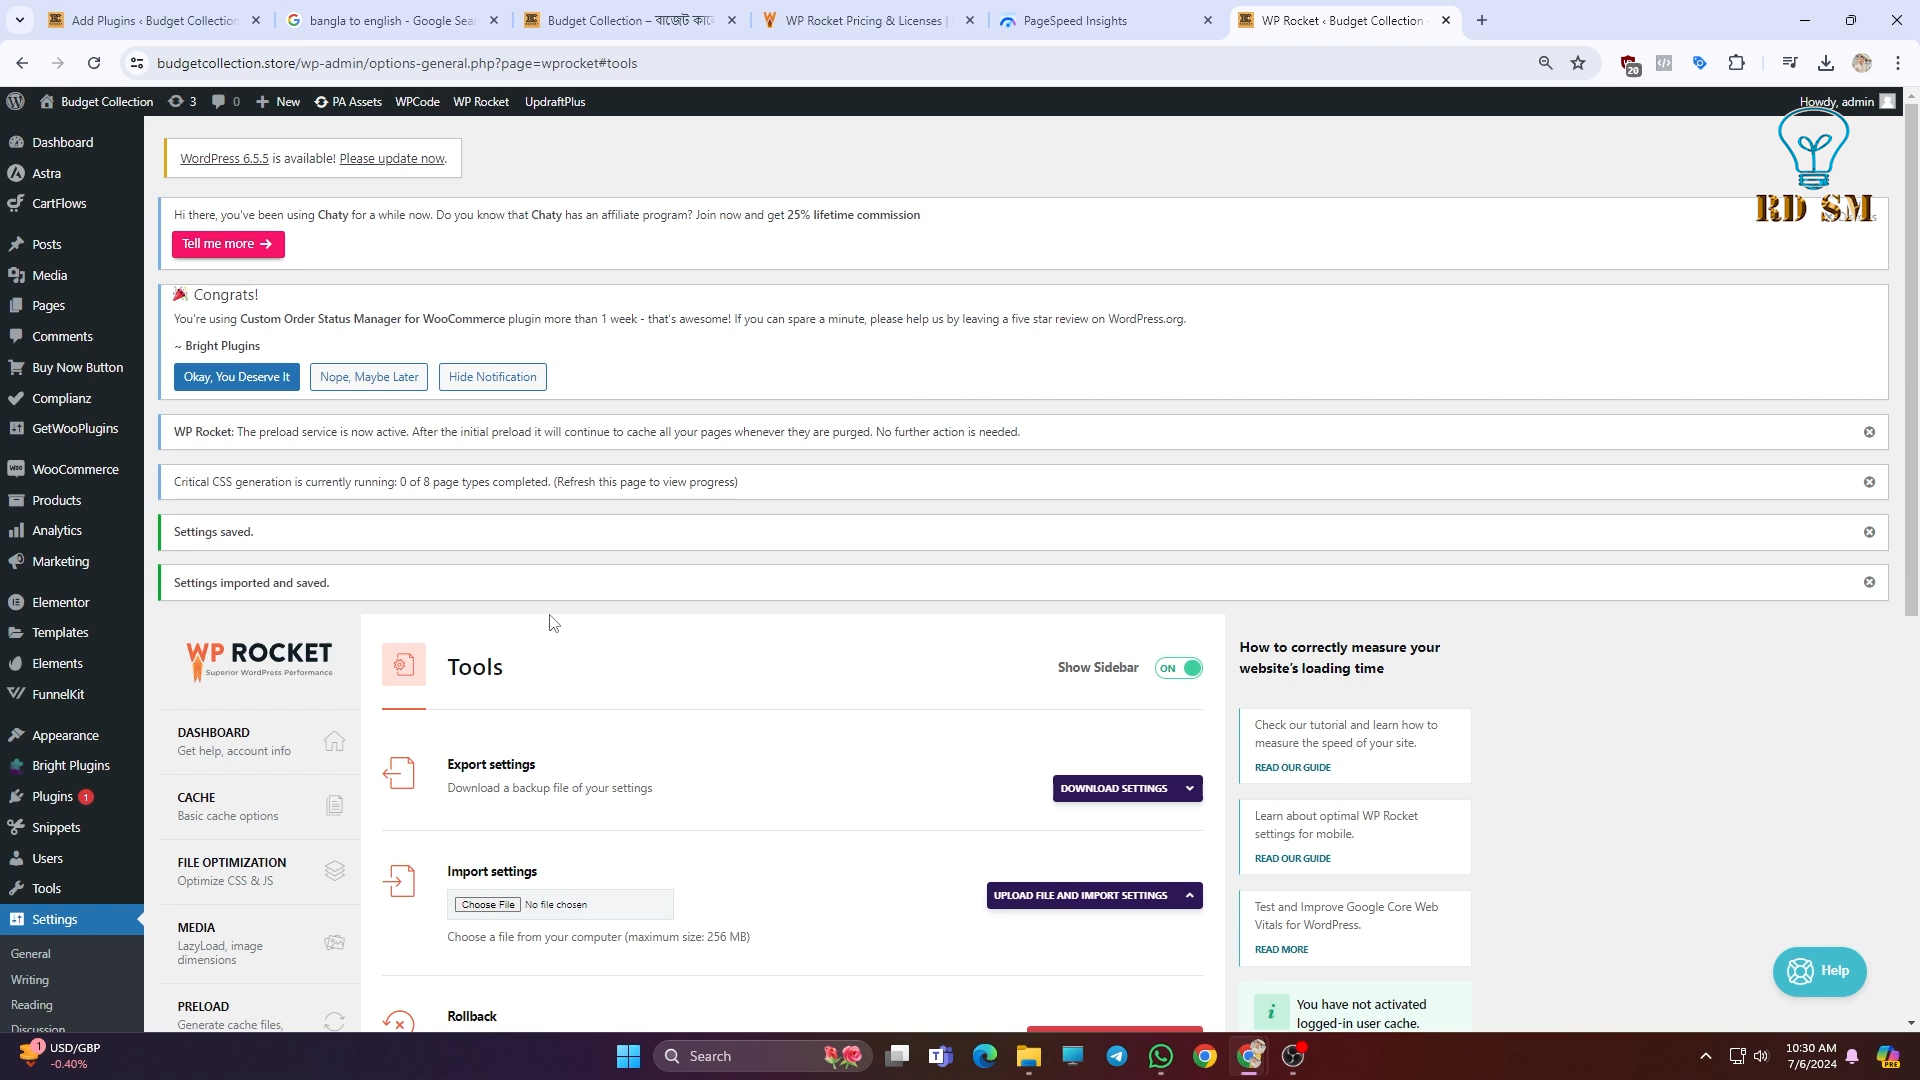 Add Plugins ‹ Budget Collection
bangla to english - Google Sea
Budget Collection – বাজেট কালে
WP Rocket Pricing & Licenses |
PageSpeed Insights
WP Rocket ‹ Budget Collection
budgetcollection.store/wp-admin/options-general.php?page=wprocket#tools
20
Budget Collection
3
0
New
PA Assets
WPCode
WP Rocket
UpdraftPlus
Howdy, admin
RD SM
Dashboard
Astra
CartFlows
Posts
Media
Pages
Comments
Buy Now Button
Complianz
GetWooPlugins
WooCommerce
Products
Analytics
Marketing
Elementor
Templates
Elements
FunnelKit
Appearance
Bright Plugins
Plugins 1
Snippets
Users
Tools
Settings
General
Writing
Reading
Discussion
WordPress 6.5.5 is available! Please update now.
Hi there, you've been using Chaty for a while now. Do you know that Chaty has an affiliate program? Join now and get 25% lifetime commission
Tell me more →
Congrats!
You're using Custom Order Status Manager for WooCommerce plugin more than 1 week - that's awesome! If you can spare a minute, please help us by leaving a five star review on WordPress.org.
~ Bright Plugins
Okay, You Deserve It
Nope, Maybe Later
Hide Notification
WP Rocket: The preload service is now active. After the initial preload it will continue to cache all your pages whenever they are purged. No further action is needed.
Critical CSS generation is currently running: 0 of 8 page types completed. (Refresh this page to view progress)
Settings saved.
Settings imported and saved.
WP ROCKET
Superior WordPress Performance
DASHBOARD
Get help, account info
CACHE
Basic cache options
FILE OPTIMIZATION
Optimize CSS & JS
MEDIA
LazyLoad, image
dimensions
PRELOAD
Generate cache files,
Tools
Show Sidebar
ON
Export settings
Download a backup file of your settings
DOWNLOAD SETTINGS
Import settings
Choose File No file chosen
UPLOAD FILE AND IMPORT SETTINGS
Choose a file from your computer (maximum size: 256 MB)
Rollback
How to correctly measure your
website's loading time
Check our tutorial and learn how to
measure the speed of your site.
READ OUR GUIDE
Learn about optimal WP Rocket
settings for mobile.
READ OUR GUIDE
Test and Improve Google Core Web
Vitals for WordPress.
READ MORE
You have not activated
logged-in user cache.
Help
1
USD/GBP
-0.40%
Search
10:30 AM
7/6/2024
PRE